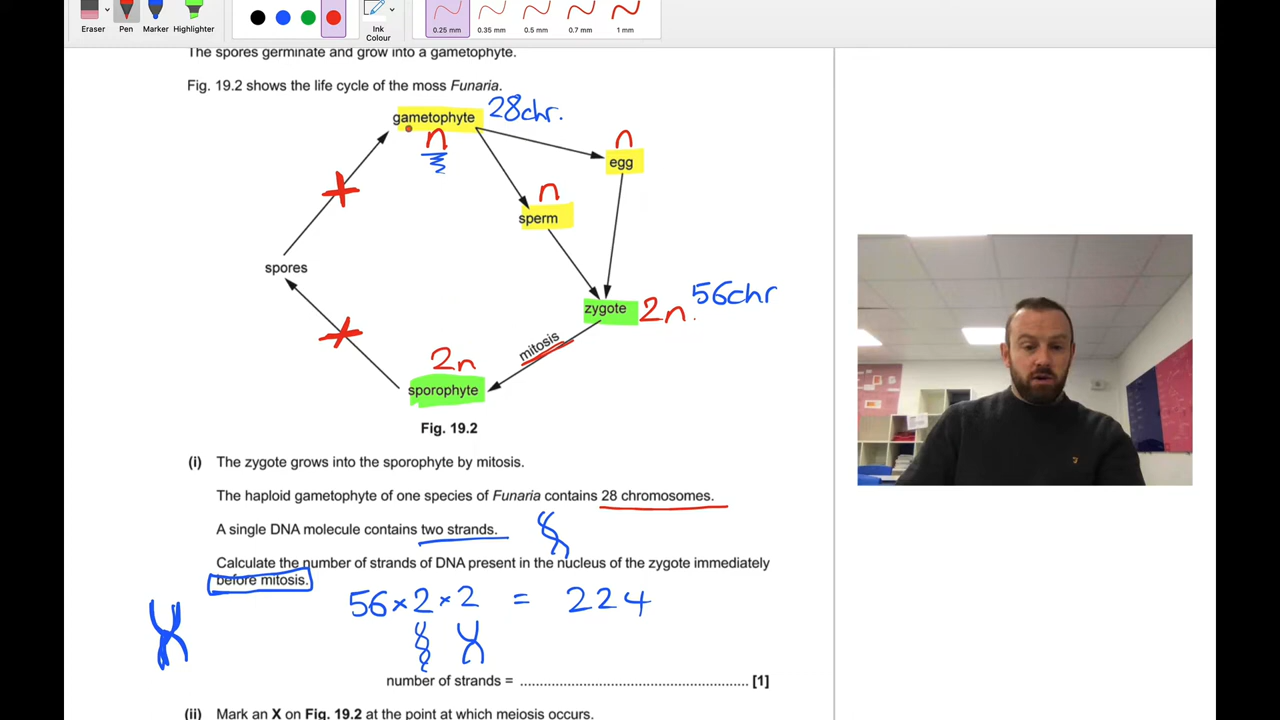 Eraser
Pen
Marker
Highlighter
Ink
Colour
0.25 mm
0.35 mm
0.5 mm
0.7 mm
1 mm
The spores germinate and grow into a gametophyte.
Fig. 19.2 shows the life cycle of the moss Funaria.
gametophyte
28chr.
n
n
egg
n
sperm
spores
zygote
2n
56chr
mitosis
2n
sporophyte
Fig. 19.2
(i) The zygote grows into the sporophyte by mitosis.
The haploid gametophyte of one species of Funaria contains 28 chromosomes.
A single DNA molecule contains two strands.
Calculate the number of strands of DNA present in the nucleus of the zygote immediately
before mitosis.
56 × 2 × 2 = 224
number of strands = ................................................... [1]
(ii) Mark an X on Fig. 19.2 at the point at which meiosis occurs.